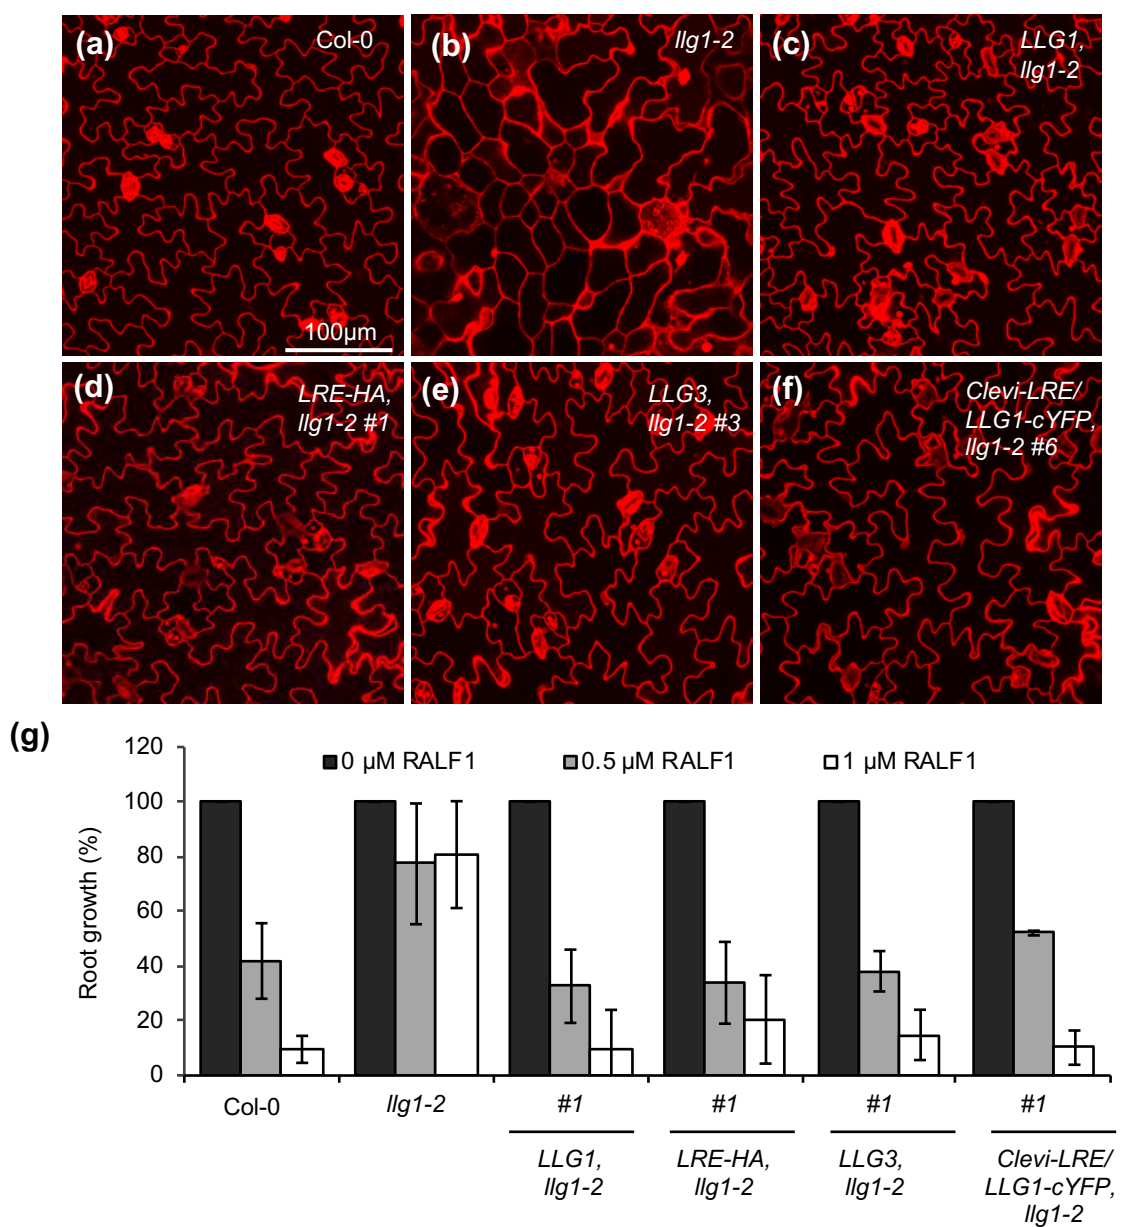 (a)
Col-0
100µm
(b)
llg1-2
(c)
LLG1,
llg1-2
(d)
LRE-HA,
llg1-2 #1
(e)
LLG3,
llg1-2 #3
(f)
Clevi-LRE/
LLG1-cYFP,
llg1-2 #6
(g)
120
100
80
60
40
20
0
Root growth (%)
0 µM RALF1
0.5 µM RALF1
1 µM RALF1
Col-0
llg1-2
#1
#1
#1
#1
LLG1,
llg1-2
LRE-HA,
llg1-2
LLG3,
llg1-2
Clevi-LRE/
LLG1-cYFP,
llg1-2